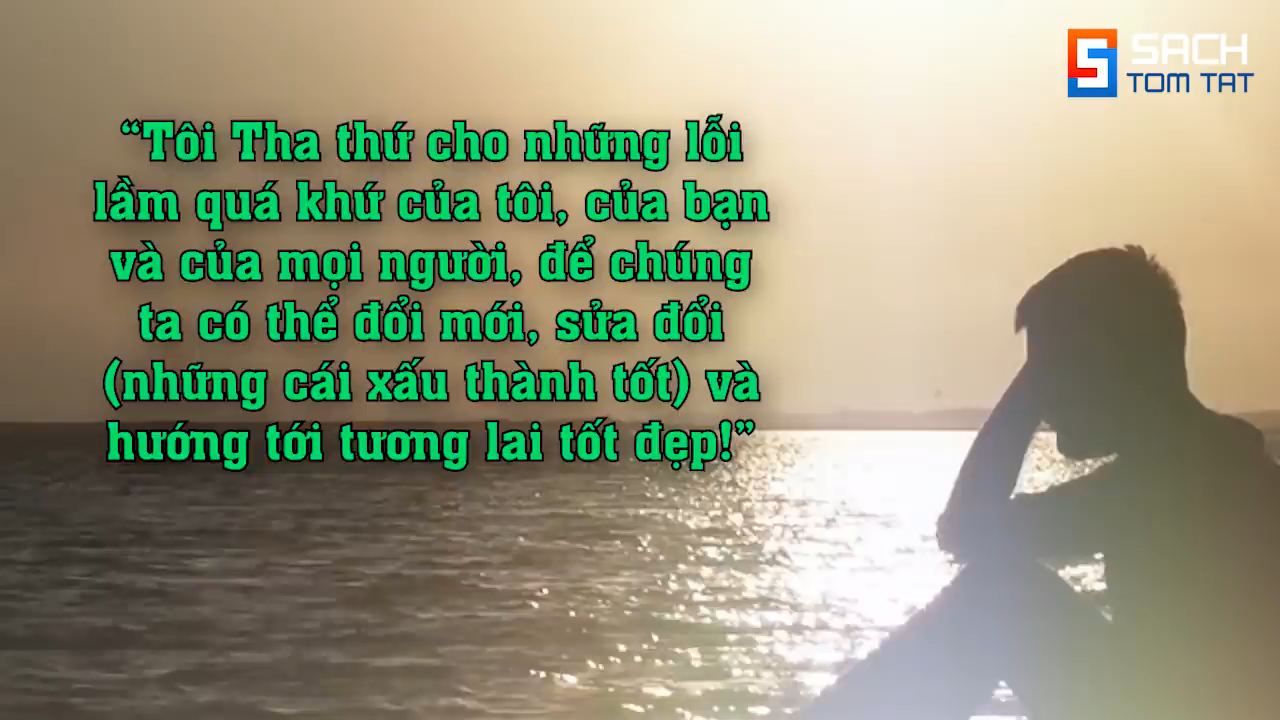 SACH
TOM TAT
“Tôi Tha thứ cho những lỗi
lầm quá khứ của tôi, của bạn
và của mọi người, để chúng
ta có thể đổi mới, sửa đổi
(những cái xấu thành tốt) và
hướng tới tương lai tốt đẹp!”